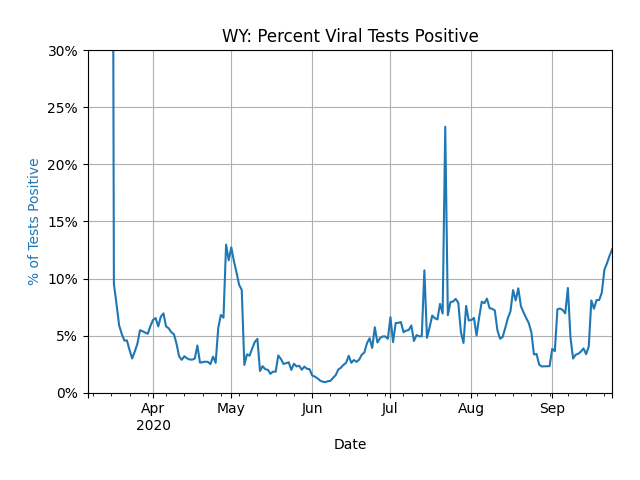 WY: Percent Viral Tests Positive
30%
25%
20%
15%
10%
5%
0%
% of Tests Positive
Apr
2020
May
Jun
Jul
Aug
Sep
Date